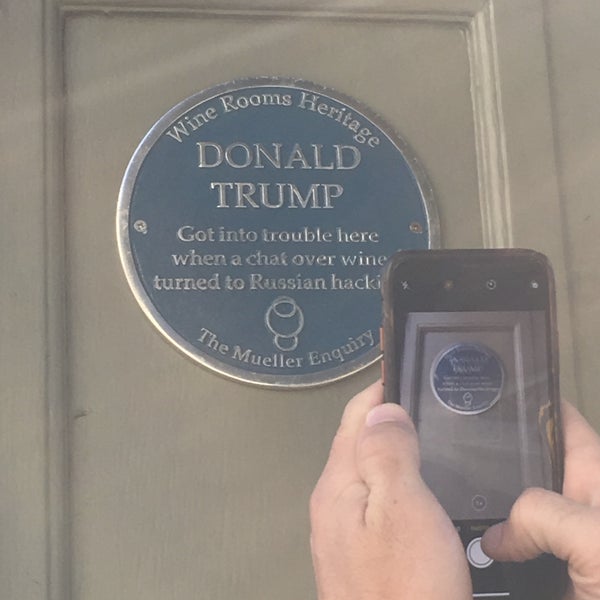 Wine Rooms Heritage
DONALD
TRUMP
Got into trouble here
when a chat over wine
turned to Russian hacki
The Mueller Enquiry